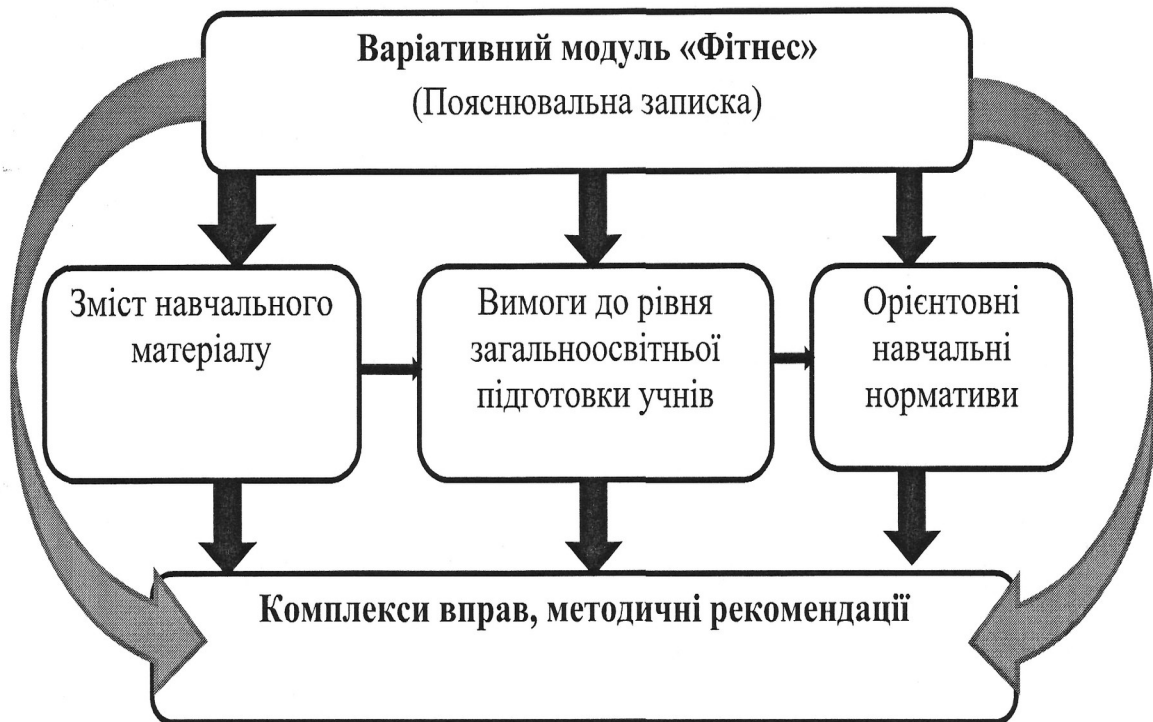 Варіативний модуль «Фітнес»
(Пояснювальна записка)
Зміст навчального
матеріалу
Вимоги до рівня
загальноосвітньої
підготовки учнів
Орієнтовні
навчальні
нормативи
Комплекси вправ, методичні рекомендації